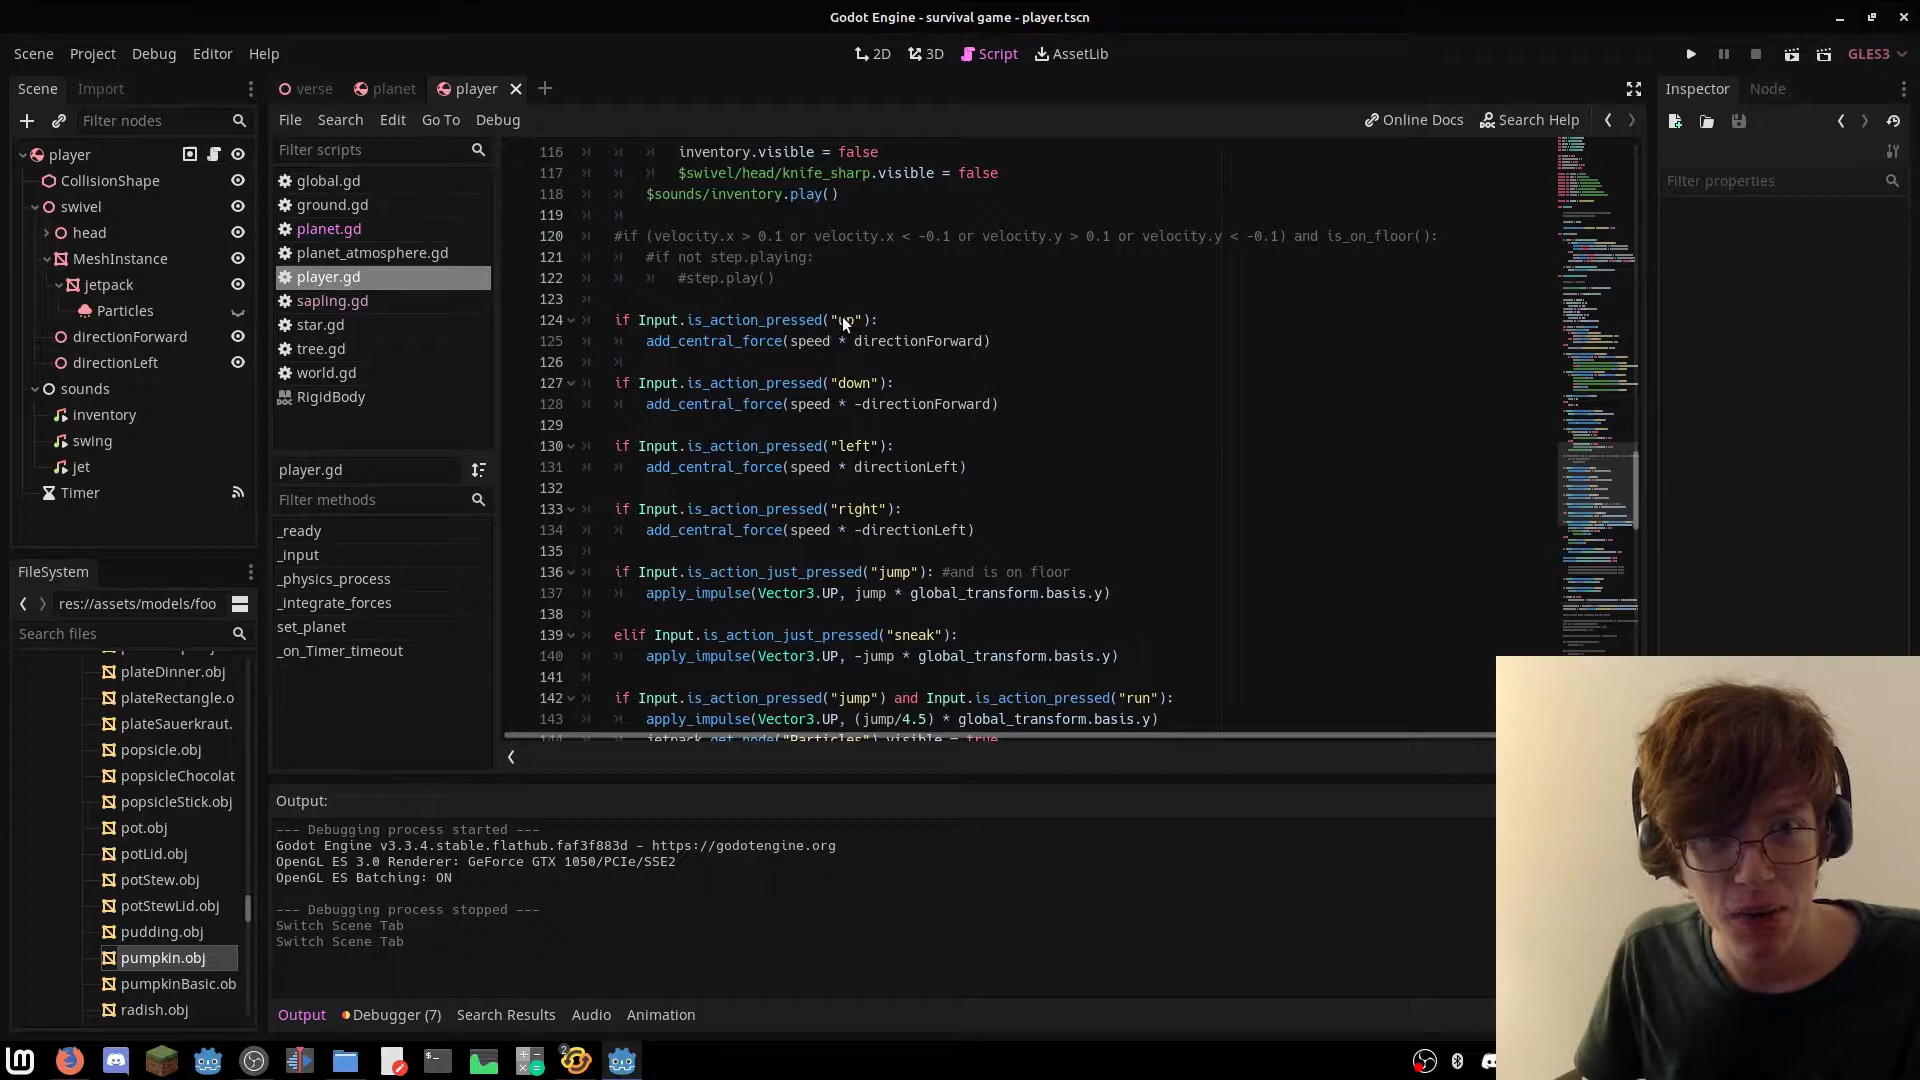 Godot Engine - survival game - player.tscn
Scene Project Debug Editor Help
2D 3D Script AssetLib
GLES3
Scene Import
verse planet player
Inspector Node
Filter nodes
File Search Edit Go To Debug
Online Docs Search Help
player
CollisionShape
swivel
head
MeshInstance
jetpack
Particles
directionForward
directionLeft
sounds
inventory
swing
jet
Timer
Filter scripts
global.gd
ground.gd
planet.gd
planet_atmosphere.gd
player.gd
sapling.gd
star.gd
tree.gd
world.gd
RigidBody
player.gd
Filter methods
_ready
_input
_physics_process
_integrate_forces
set_planet
_on_Timer_timeout
116 inventory.visible = false
117 $swivel/head/knife_sharp.visible = false
118 $sounds/inventory.play()
119
120 #if (velocity.x > 0.1 or velocity.x < -0.1 or velocity.y > 0.1 or velocity.y < -0.1) and is_on_floor():
121 #if not step.playing:
122 #step.play()
123
124 if Input.is_action_pressed("up"):
125 add_central_force(speed * directionForward)
126
127 if Input.is_action_pressed("down"):
128 add_central_force(speed * -directionForward)
129
130 if Input.is_action_pressed("left"):
131 add_central_force(speed * directionLeft)
132
133 if Input.is_action_pressed("right"):
134 add_central_force(speed * -directionLeft)
135
136 if Input.is_action_just_pressed("jump"): #and is on floor
137 apply_impulse(Vector3.UP, jump * global_transform.basis.y)
138
139 elif Input.is_action_just_pressed("sneak"):
140 apply_impulse(Vector3.UP, -jump * global_transform.basis.y)
141
142 if Input.is_action_pressed("jump") and Input.is_action_pressed("run"):
143 apply_impulse(Vector3.UP, (jump/4.5) * global_transform.basis.y)
144 jetpack.get_node("Particles").visible = true
Filter properties
FileSystem
res://assets/models/foo
Search files
plateDinner.obj
plateRectangle.o
plateSauerkraut.
popsicle.obj
popsicleChocolat
popsicleStick.obj
pot.obj
potLid.obj
potStew.obj
potStewLid.obj
pudding.obj
pumpkin.obj
pumpkinBasic.ob
radish.obj
Output:
--- Debugging process started ---
Godot Engine v3.3.4.stable.flathub.faf3f883d - https://godotengine.org
OpenGL ES 3.0 Renderer: GeForce GTX 1050/PCIe/SSE2
OpenGL ES Batching: ON
--- Debugging process stopped ---
Switch Scene Tab
Switch Scene Tab
Output Debugger (7) Search Results Audio Animation
2